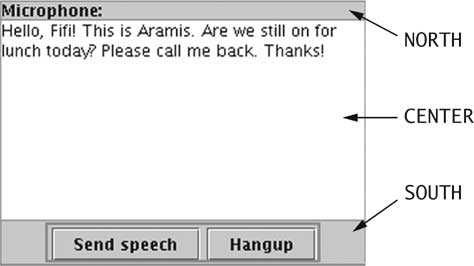 Microphone:
NORTH
Hello, Fifi! This is Aramis. Are we still on for
lunch today? Please call me back. Thanks!
CENTER
SOUTH
Send speech Hangup